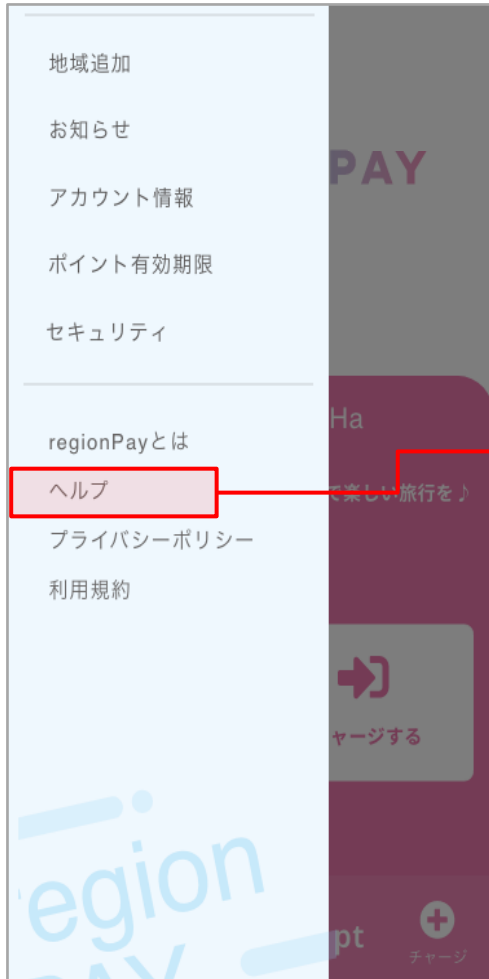 地域追加
お知らせ
アカウント情報
ポイント有効期限
セキュリティ
regionPayとは
ヘルプ
プライバシーポリシー
利用規約
PAY
Ha
で楽しい旅行を♪
ャージする
pt
チャージ
egion
PAY